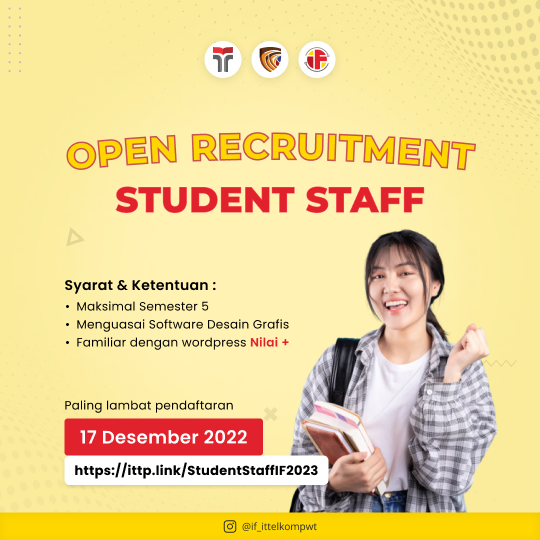 IF
OPEN RECRUITMENT
STUDENT STAFF
Syarat & Ketentuan :
• Maksimal Semester 5
• Menguasai Software Desain Grafis
• Familiar dengan wordpress Nilai +
Paling lambat pendaftaran
17 Desember 2022
https://ittp.link/StudentStaffIF2023
@if_ittelkompwt